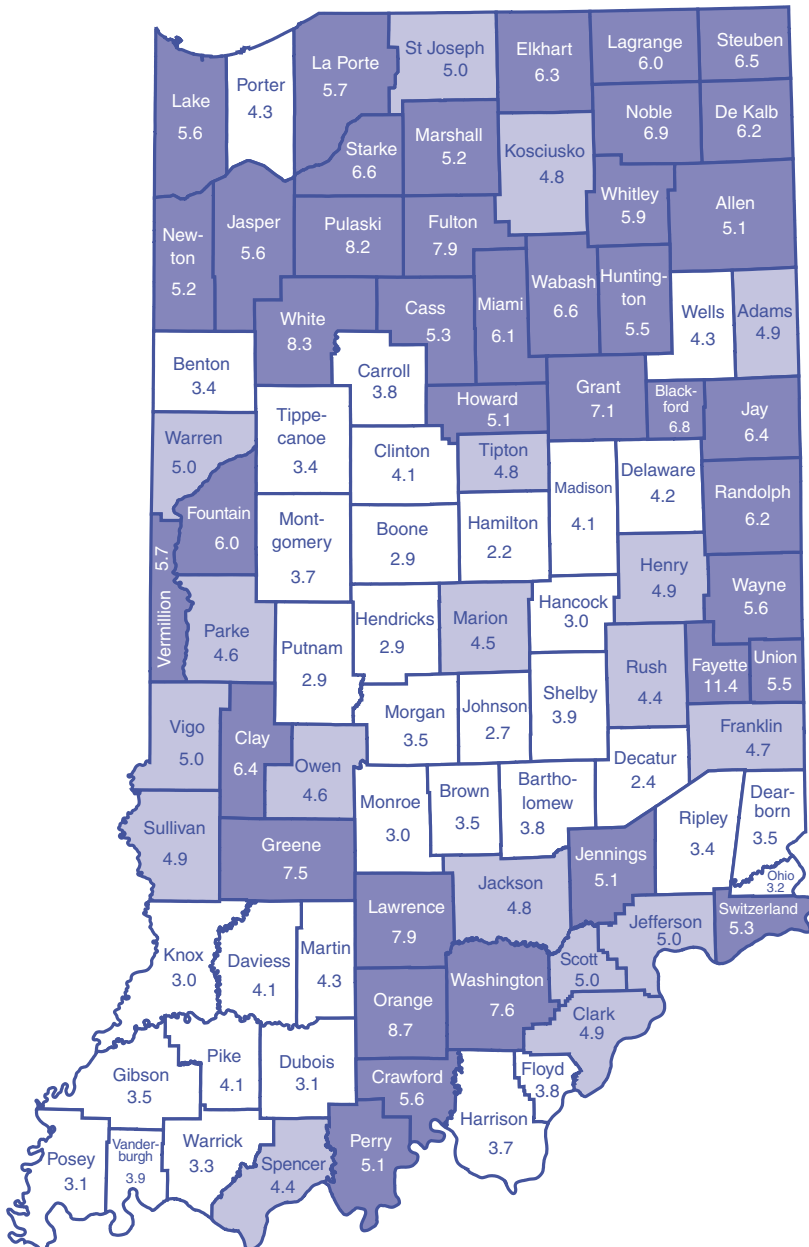 St Joseph
5.0
Elkhart
6.3
Lagrange
6.0
Steuben
6.5
La Porte
5.7
Porter
4.3
Lake
5.6
Noble
6.9
De Kalb
6.2
Marshall
5.2
Starke
6.6
Kosciusko
4.8
Whitley
5.9
Allen
5.1
New-
ton
5.2
Jasper
5.6
Pulaski
8.2
Fulton
7.9
Wabash
6.6
Hunting-
ton
5.5
Miami
6.1
Cass
5.3
White
8.3
Wells
4.3
Adams
4.9
Benton
3.4
Carroll
3.8
Howard
5.1
Grant
7.1
Black-
ford
6.8
Jay
6.4
Warren
5.0
Tippe-
canoe
3.4
Clinton
4.1
Tipton
4.8
Madison
4.1
Delaware
4.2
Randolph
6.2
Fountain
6.0
Mont-
gomery
3.7
Boone
2.9
Hamilton
2.2
Vermillion 5.7
Henry
4.9
Wayne
5.6
Parke
4.6
Putnam
2.9
Hendricks
2.9
Marion
4.5
Hancock
3.0
Rush
4.4
Fayette
11.4
Union
5.5
Vigo
5.0
Clay
6.4
Owen
4.6
Morgan
3.5
Johnson
2.7
Shelby
3.9
Franklin
4.7
Decatur
2.4
Sullivan
4.9
Greene
7.5
Monroe
3.0
Brown
3.5
Bartho-
lomew
3.8
Jennings
5.1
Ripley
3.4
Dear-
born
3.5
Ohio
3.2
Jackson
4.8
Lawrence
7.9
Jefferson
5.0
Switzerland
5.3
Knox
3.0
Daviess
4.1
Martin
4.3
Scott
5.0
Washington
7.6
Orange
8.7
Clark
4.9
Gibson
3.5
Pike
4.1
Dubois
3.1
Crawford
5.6
Floyd
3.8
Harrison
3.7
Posey
3.1
Vander-
burgh
3.9
Warrick
3.3
Spencer
4.4
Perry
5.1